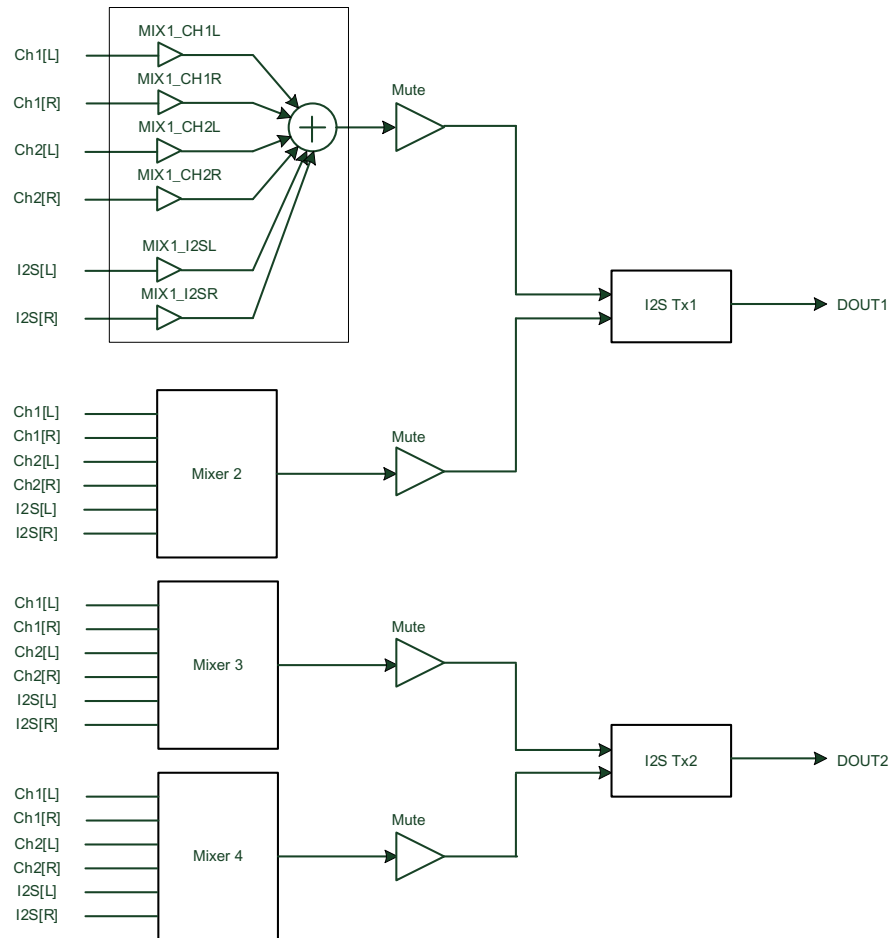 MIX1_CH1L
Ch1[L]
Mute
MIX1_CH1R
Ch1[R]
MIX1_CH2L
Ch2[L]
MIX1_CH2R
Ch2[R]
MIX1_I2SL
I2S[L]
MIX1_I2SR
I2S[R]
I2S Tx1
DOUT1
Ch1[L]
Ch1[R]
Ch2[L]
Ch2[R]
I2S[L]
I2S[R]
Mixer 2
Mute
Ch1[L]
Ch1[R]
Ch2[L]
Ch2[R]
I2S[L]
I2S[R]
Mixer 3
Mute
I2S Tx2
DOUT2
Ch1[L]
Ch1[R]
Ch2[L]
Ch2[R]
I2S[L]
I2S[R]
Mixer 4
Mute